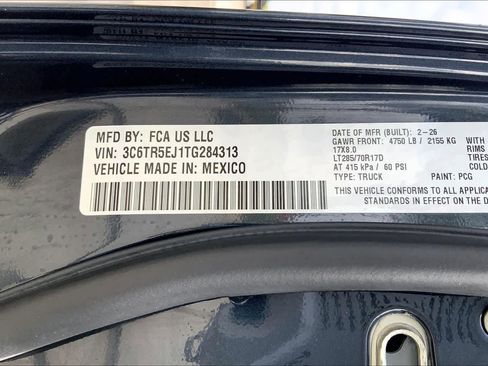 MFD BY: FCA US LLC
VIN: 3C6TR5EJ1TG284313
VEHICLE MADE IN: MEXICO
DATE OF MFR (BUILT): 2-26
GAWR FRONT: 4750 LB / 2155 KG
17X8.0 RIMS
LT285/70R17D TIRES
AT 415 kPa / 60 PSI COLD
TYPE: TRUCK PAINT: PCG
THIS VEHICLE CONFORMS TO ALL APPLICABLE
STANDARDS IN EFFECT ON THE DA